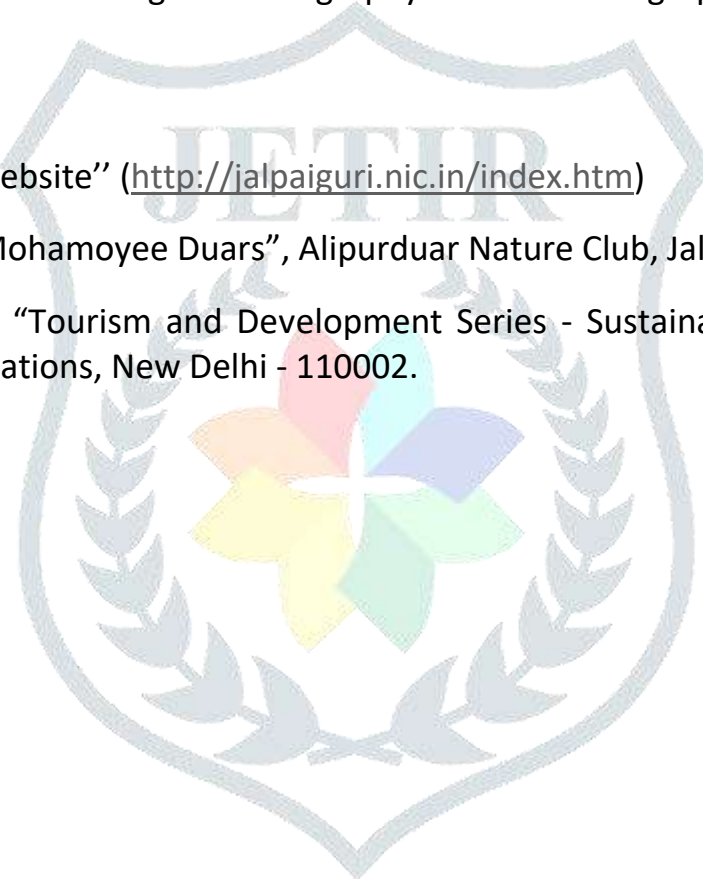 JETIR
ebsite’’ (http://jalpaiguri.nic.in/index.htm)
Mohamoyee Duars”, Alipurduar Nature Club, Jal
“Tourism and Development Series - Sustaina
ations, New Delhi - 110002.